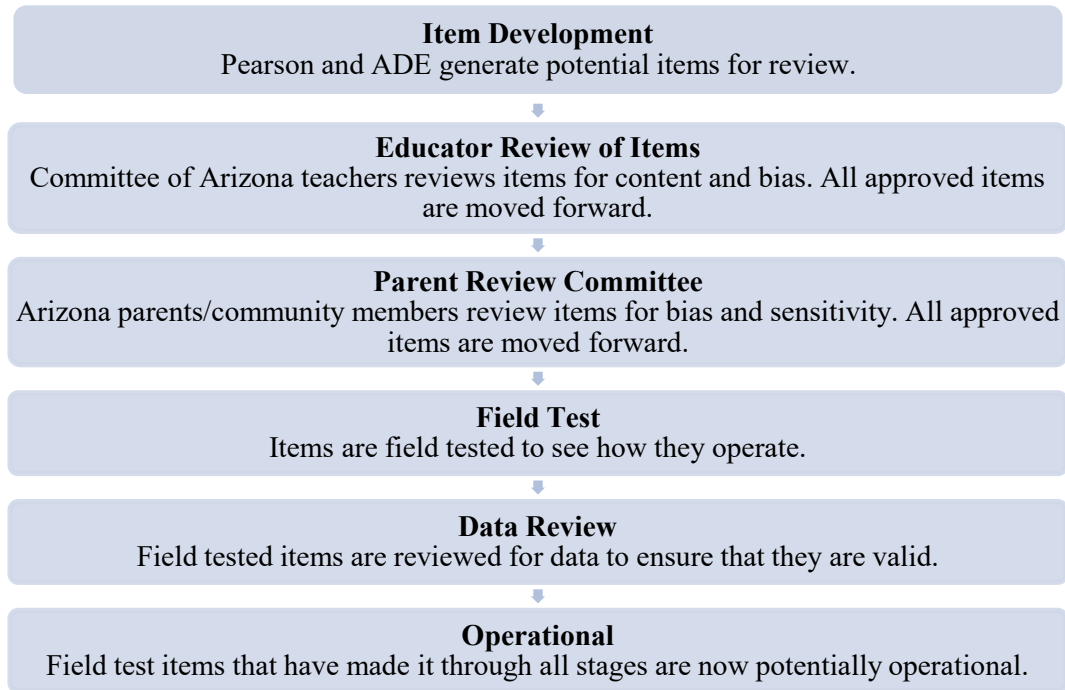 Item Development
Pearson and ADE generate potential items for review.
Educator Review of Items
Committee of Arizona teachers reviews items for content and bias. All approved items
are moved forward.
Parent Review Committee
Arizona parents/community members review items for bias and sensitivity. All approved
items are moved forward.
Field Test
Items are field tested to see how they operate.
Data Review
Field tested items are reviewed for data to ensure that they are valid.
Operational
Field test items that have made it through all stages are now potentially operational.